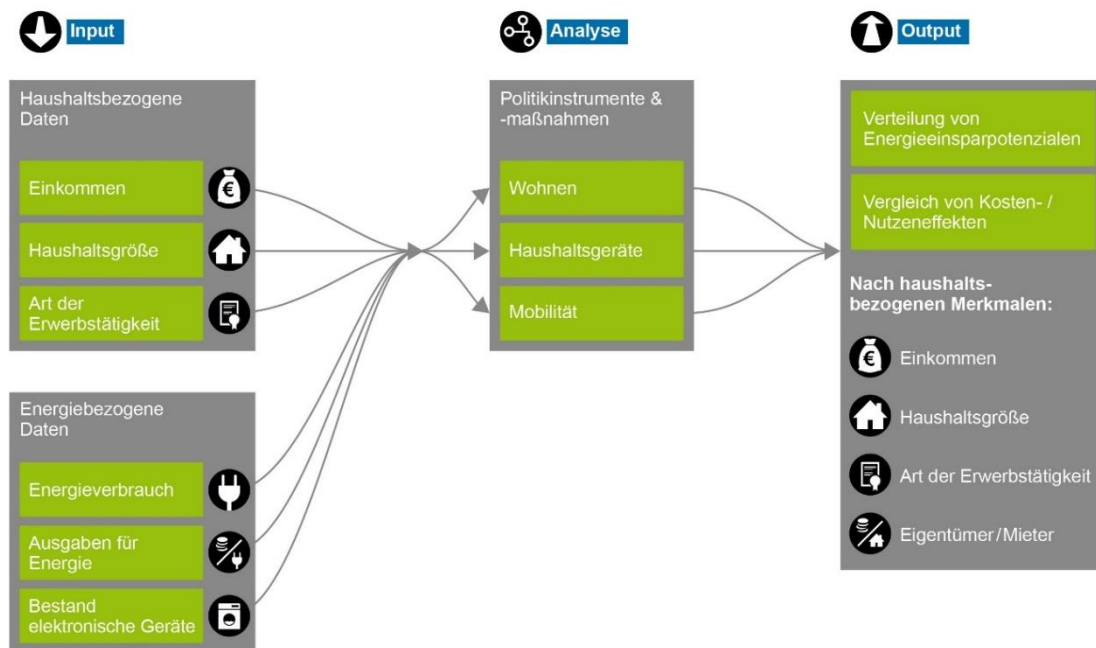 Input
Haushaltsbezogene
Daten
Einkommen
€
Haushaltsgröße
Art der
Erwerbstätigkeit
Energiebezogene
Daten
Energieverbrauch
Ausgaben für
Energie
Bestand
elektronische Geräte
Analyse
Politikinstrumente &
-maßnahmen
Wohnen
Haushaltsgeräte
Mobilität
Output
Verteilung von
Energieeinsparpotenzialen
Vergleich von Kosten- /
Nutzeneffekten
Nach haushalts-
bezogenen Merkmalen:
€
Einkommen
Haushaltsgröße
Art der Erwerbstätigkeit
Eigentümer/Mieter